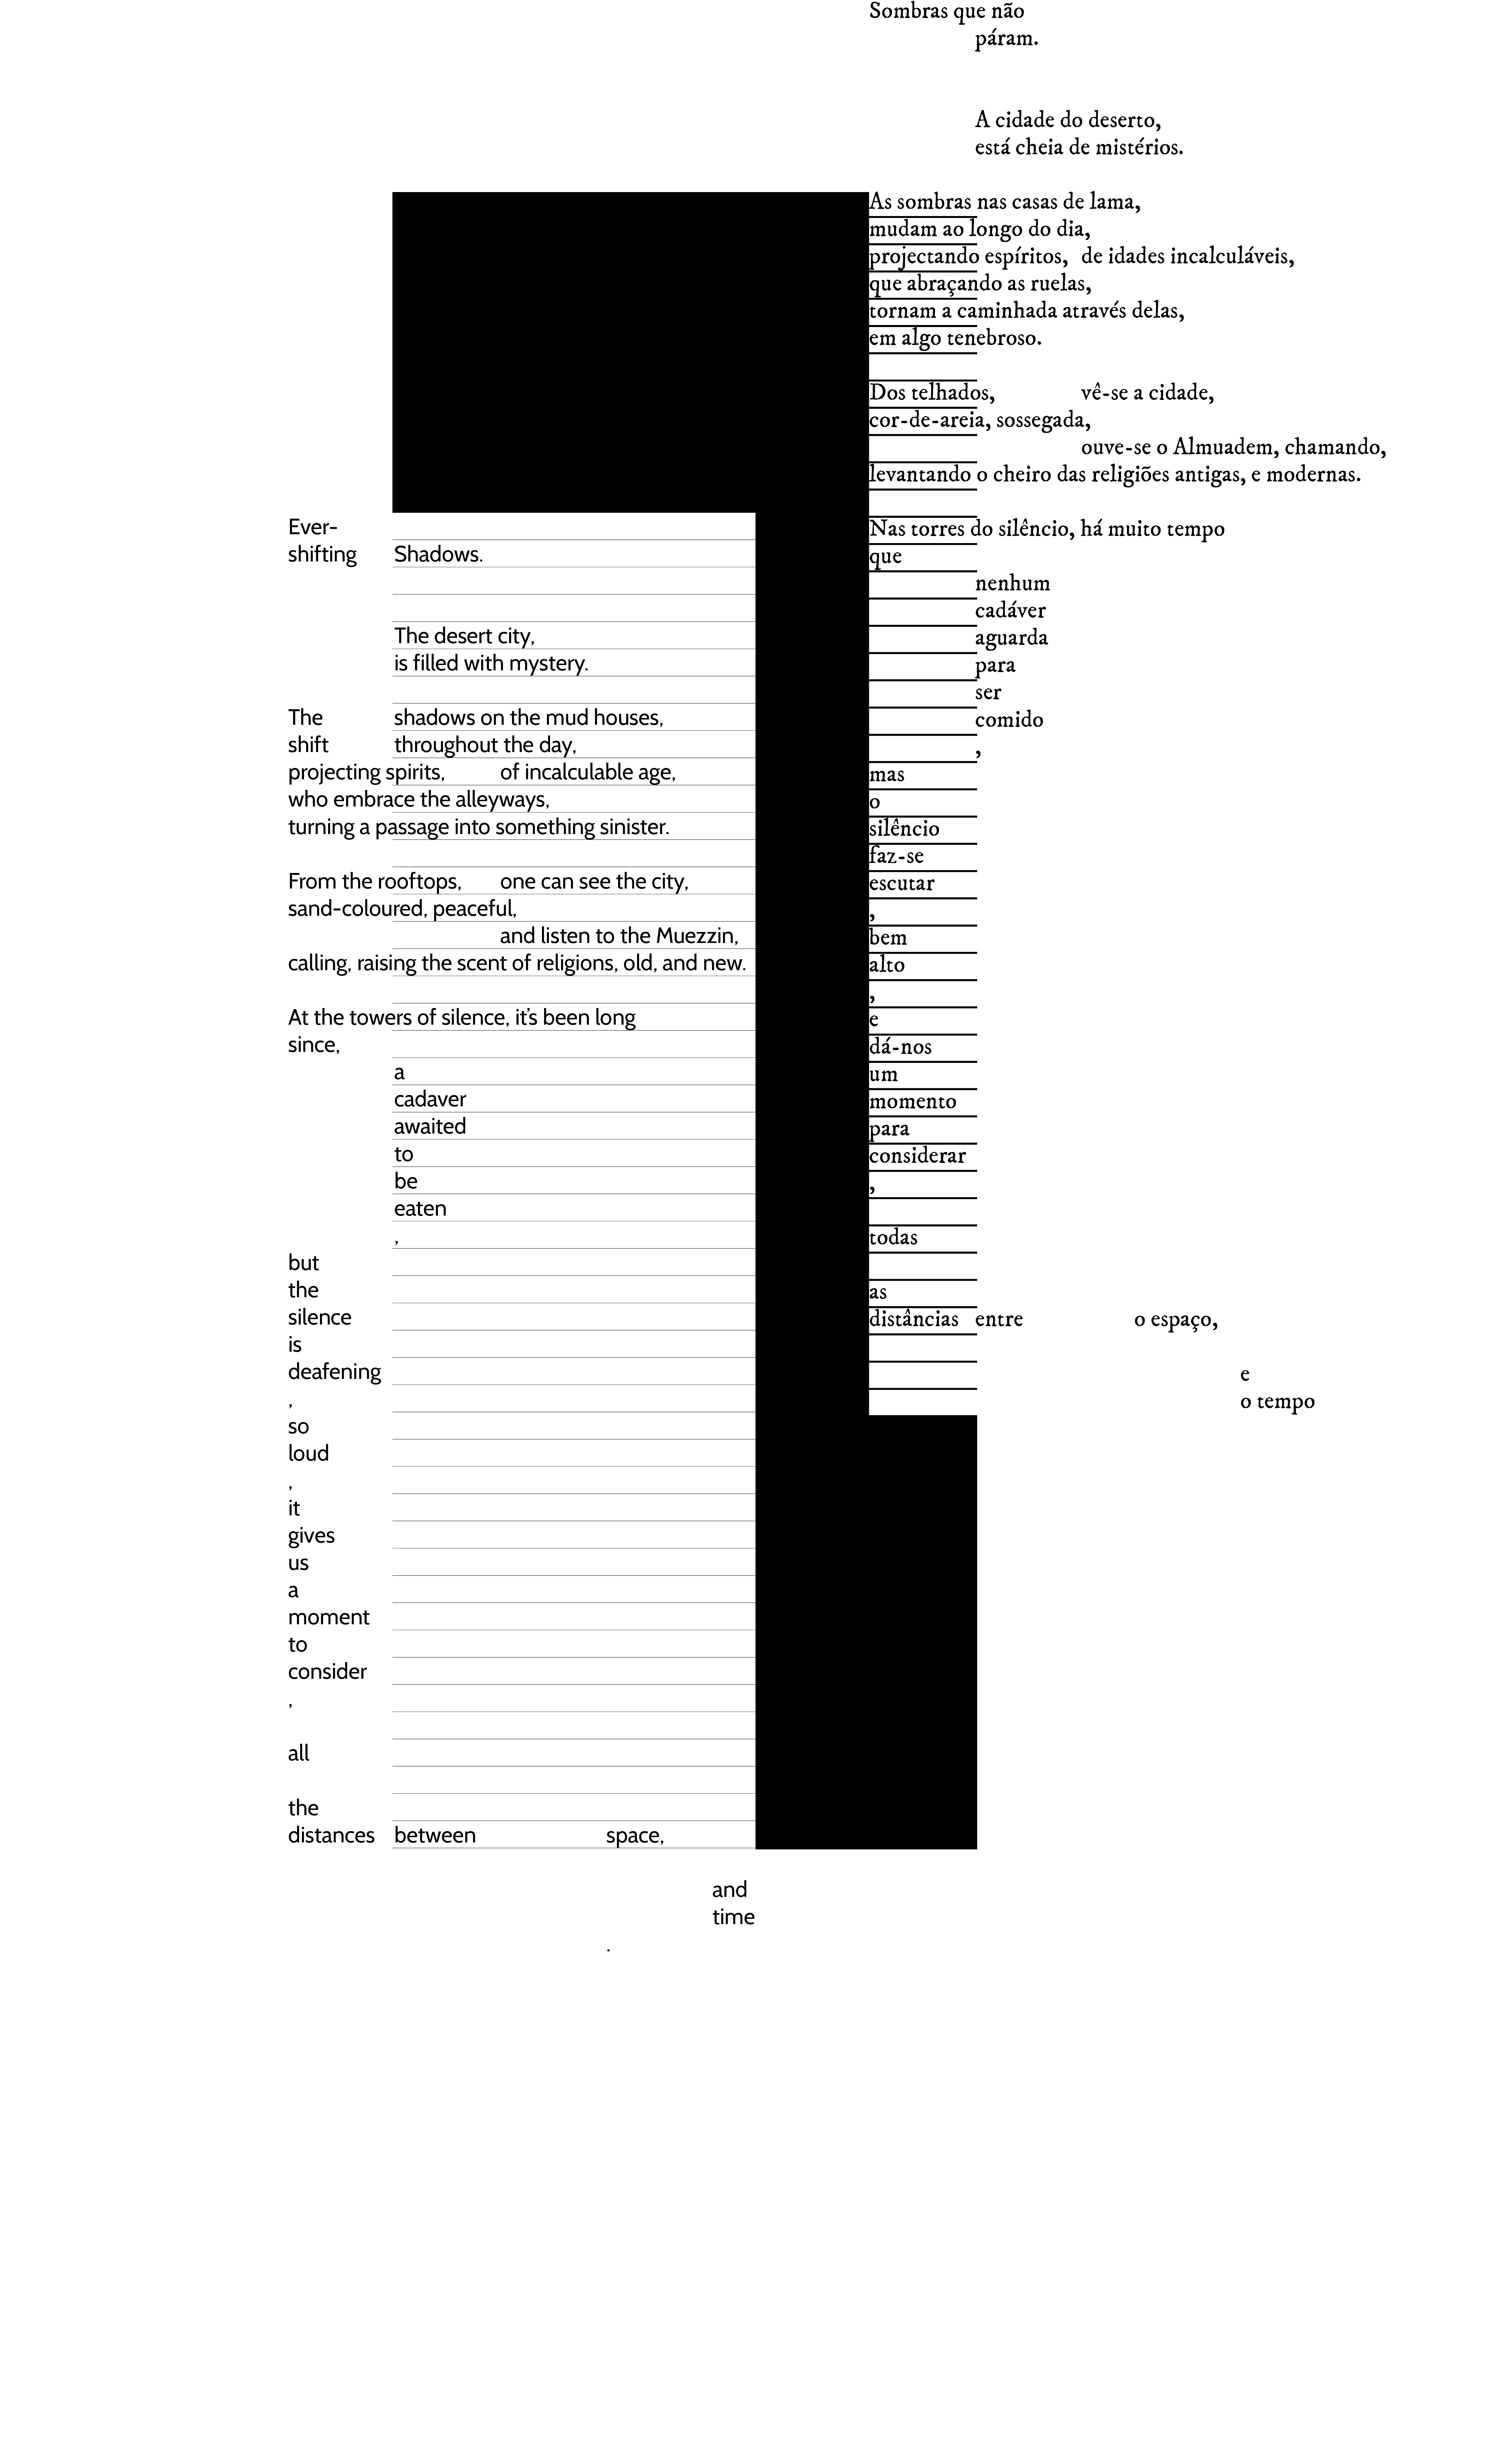 Sombras que não
páram.
A cidade do deserto,
está cheia de mistérios.
As sombras nas casas de lama,
mudam ao longo do dia,
projectando espíritos, de idades incalculáveis,
que abraçando as ruelas,
tornam a caminhada através delas,
em algo tenebroso.
Dos telhados, vê-se a cidade,
cor-de-areia, sossegada,
ouve-se o Almuadem, chamando,
levantando o cheiro das religiões antigas, e modernas.
Nas torres do silêncio, há muito tempo
que
nenhum
cadáver
aguarda
para
ser
comido
,
mas
o
silêncio
faz-se
escutar
,
bem
alto
,
e
dá-nos
um
momento
para
considerar
,
todas
as
distâncias entre o espaço,
e
o tempo
Ever-
shifting Shadows.
The desert city,
is filled with mystery.
The shadows on the mud houses,
shift throughout the day,
projecting spirits, of incalculable age,
who embrace the alleyways,
turning a passage into something sinister.
From the rooftops, one can see the city,
sand-coloured, peaceful,
and listen to the Muezzin,
calling, raising the scent of religions, old, and new.
At the towers of silence, it's been long
since,
a
cadaver
awaited
to
be
eaten
,
but
the
silence
is
deafening
,
so
loud
,
it
gives
us
a
moment
to
consider
,
all
the
distances between space,
and
time
.